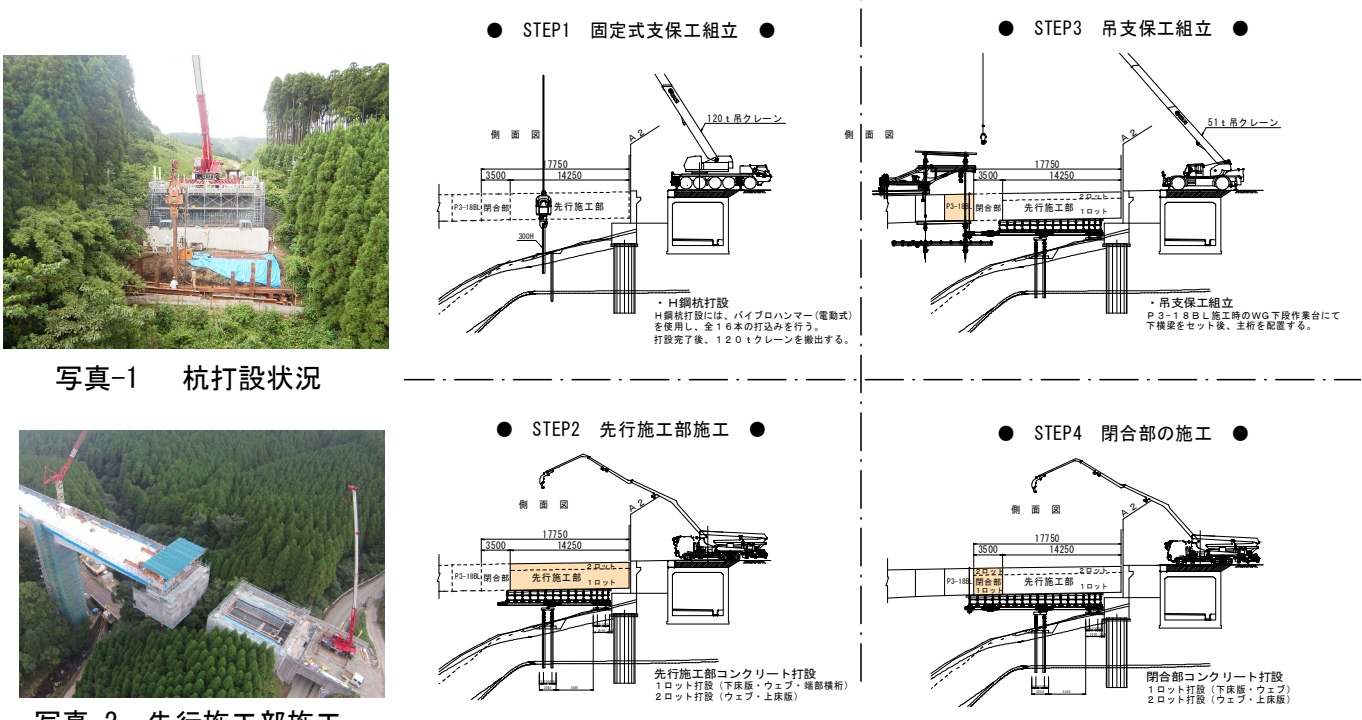 写真-1 杭打設状況
写真-2 先行施工部施工
● STEP1 固定式支保工組立 ●
側面図
120ｔ吊クレーン
A2
17750
3500
14250
P3-18BL
閉合部
先行施工部
300H
・H鋼杭打設
H鋼杭打設には、バイブロハンマー(電動式)
を使用し、全１６本の打込みを行う。
打設完了後、１２０ｔクレーンを搬出する。
● STEP2 先行施工部施工 ●
側面図
A2
17750
3500
14250
P3-18BL
閉合部
先行施工部
２ロット
１ロット
先行施工部コンクリート打設
１ロット打設（下床版・ウェブ・端部横桁）
２ロット打設（ウェブ・上床版）
● STEP3 吊支保工組立 ●
側面図
51ｔ吊クレーン
A2
17750
3500
14250
P3-18BL
閉合部
先行施工部
２ロット
１ロット
・吊支保工組立
Ｐ３-１８ＢＬ施工時のWG下段作業台にて
下横梁をセット後、主桁を配置する。
● STEP4 閉合部の施工 ●
側面図
A2
17750
3500
14250
P3-18BL
２ロット
閉合部
１ロット
先行施工部
２ロット
１ロット
閉合部コンクリート打設
１ロット打設（下床版・ウェブ）
２ロット打設（ウェブ・上床版）